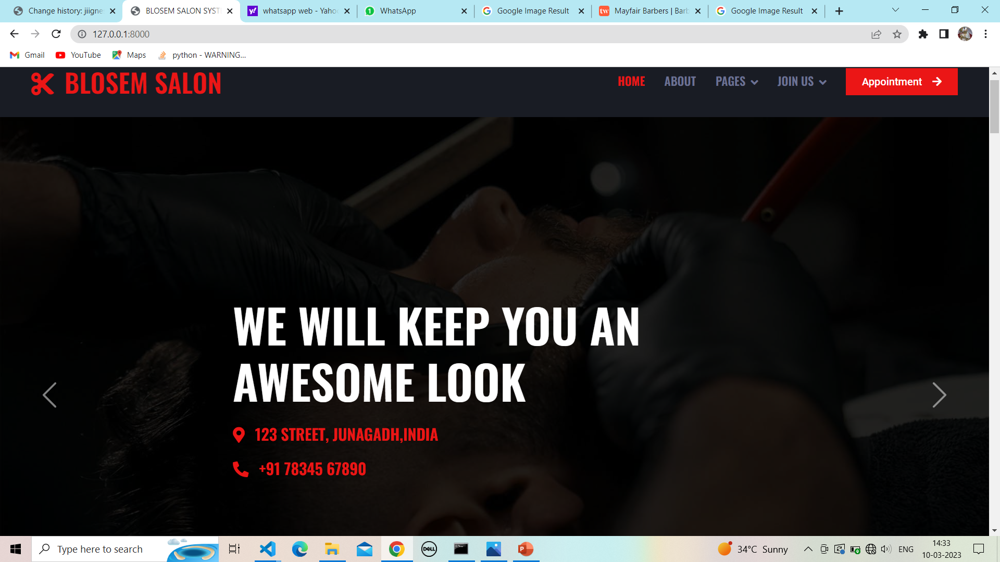 Change history: jiigne
BLOSEM SALON SYST
whatsapp web - Yaho
1
WhatsApp
Google Image Result
tw
Mayfair Barbers | Barb
Google Image Result
127.0.0.1:8000
Gmail
YouTube
Maps
python - WARNING...
BLOSEM SALON
HOME
ABOUT
PAGES
JOIN US
Appointment
WE WILL KEEP YOU AN
AWESOME LOOK
123 STREET, JUNAGADH,INDIA
+91 78345 67890
Type here to search
DELL
34°C Sunny
ENG
14:33
10-03-2023